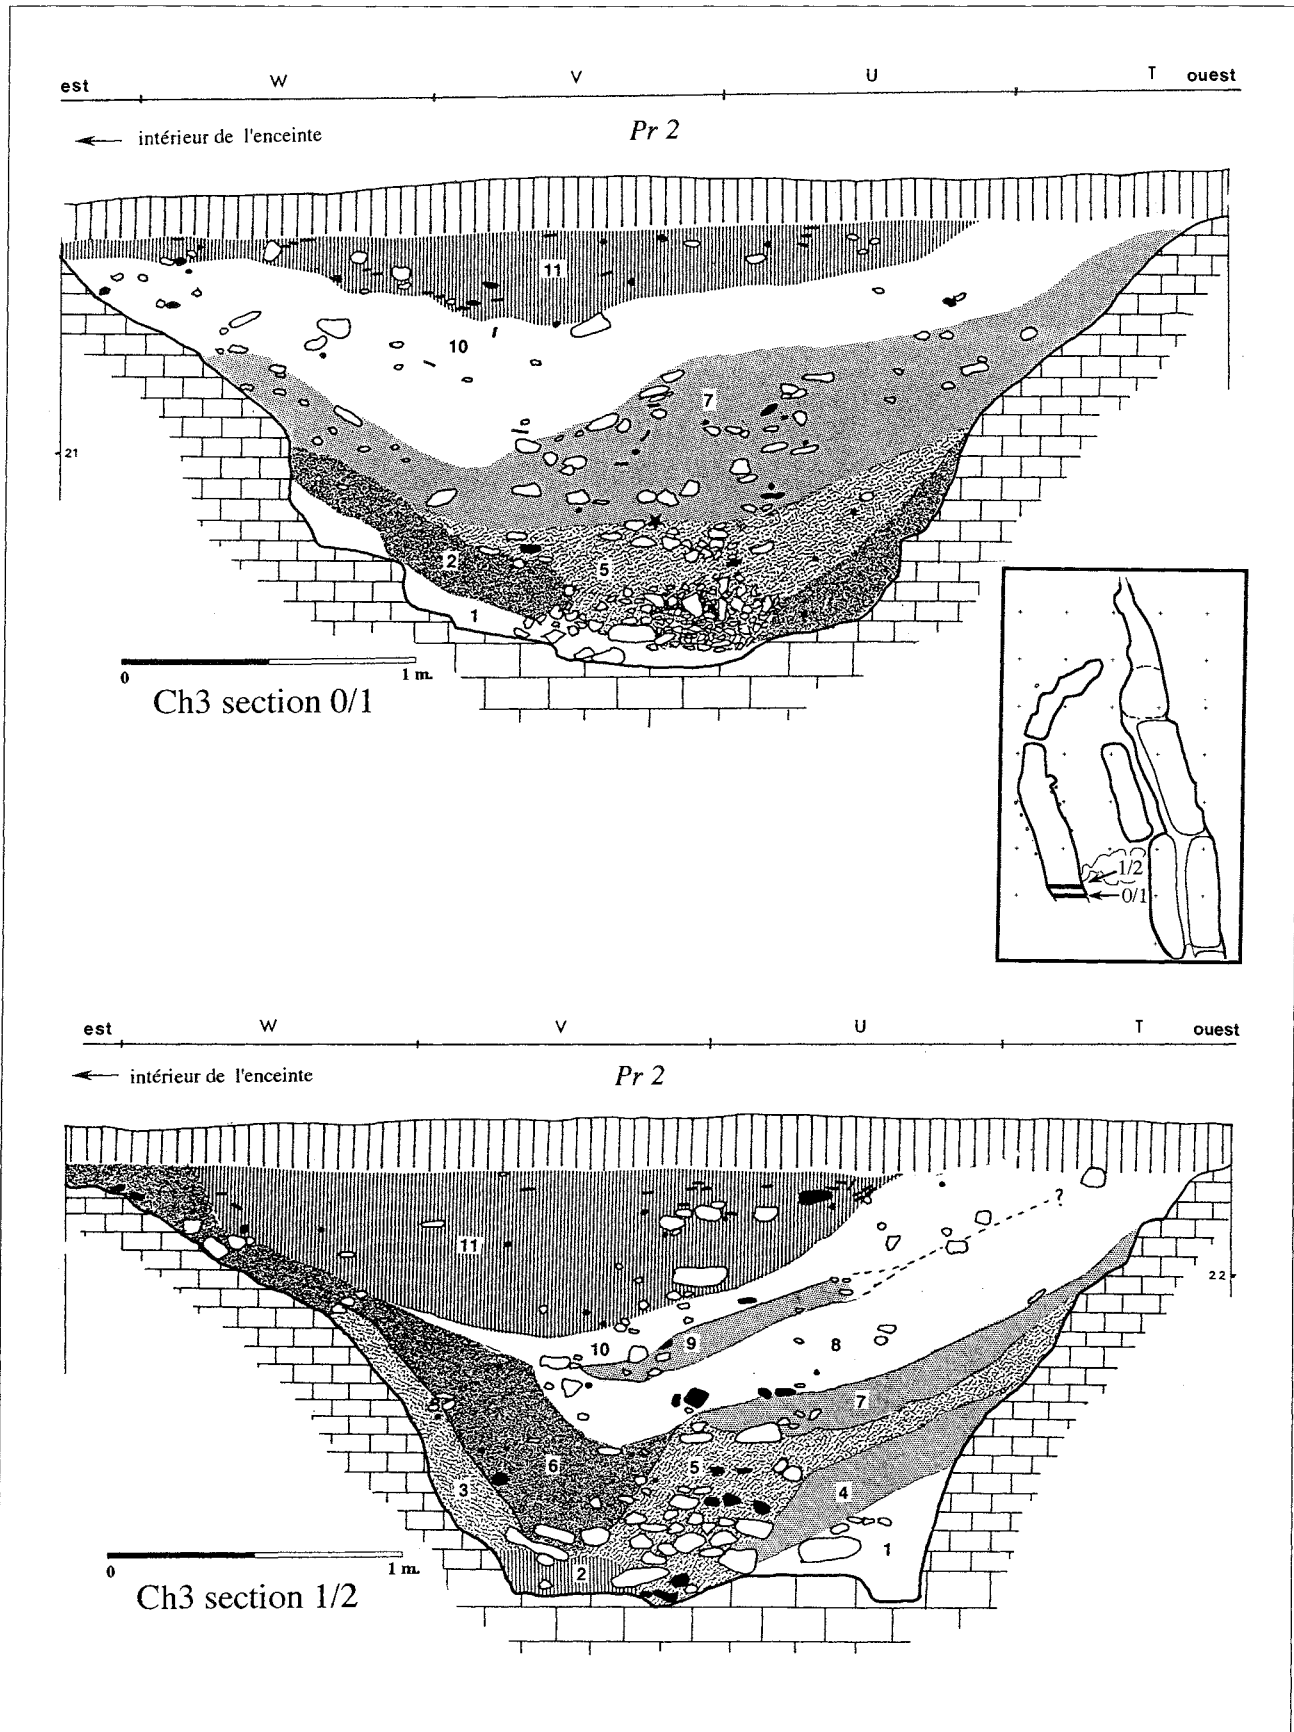 est W V U T ouest
intérieur de l'enceinte Pr 2
11
10
7
21
2
5
1
0 1 m.
Ch3 section 0/1
1/2
0/1
est W V U T ouest
intérieur de l'enceinte Pr 2
?
11
22
10 9 8
7
6 5
3 4
1
2
0 1 m.
Ch3 section 1/2